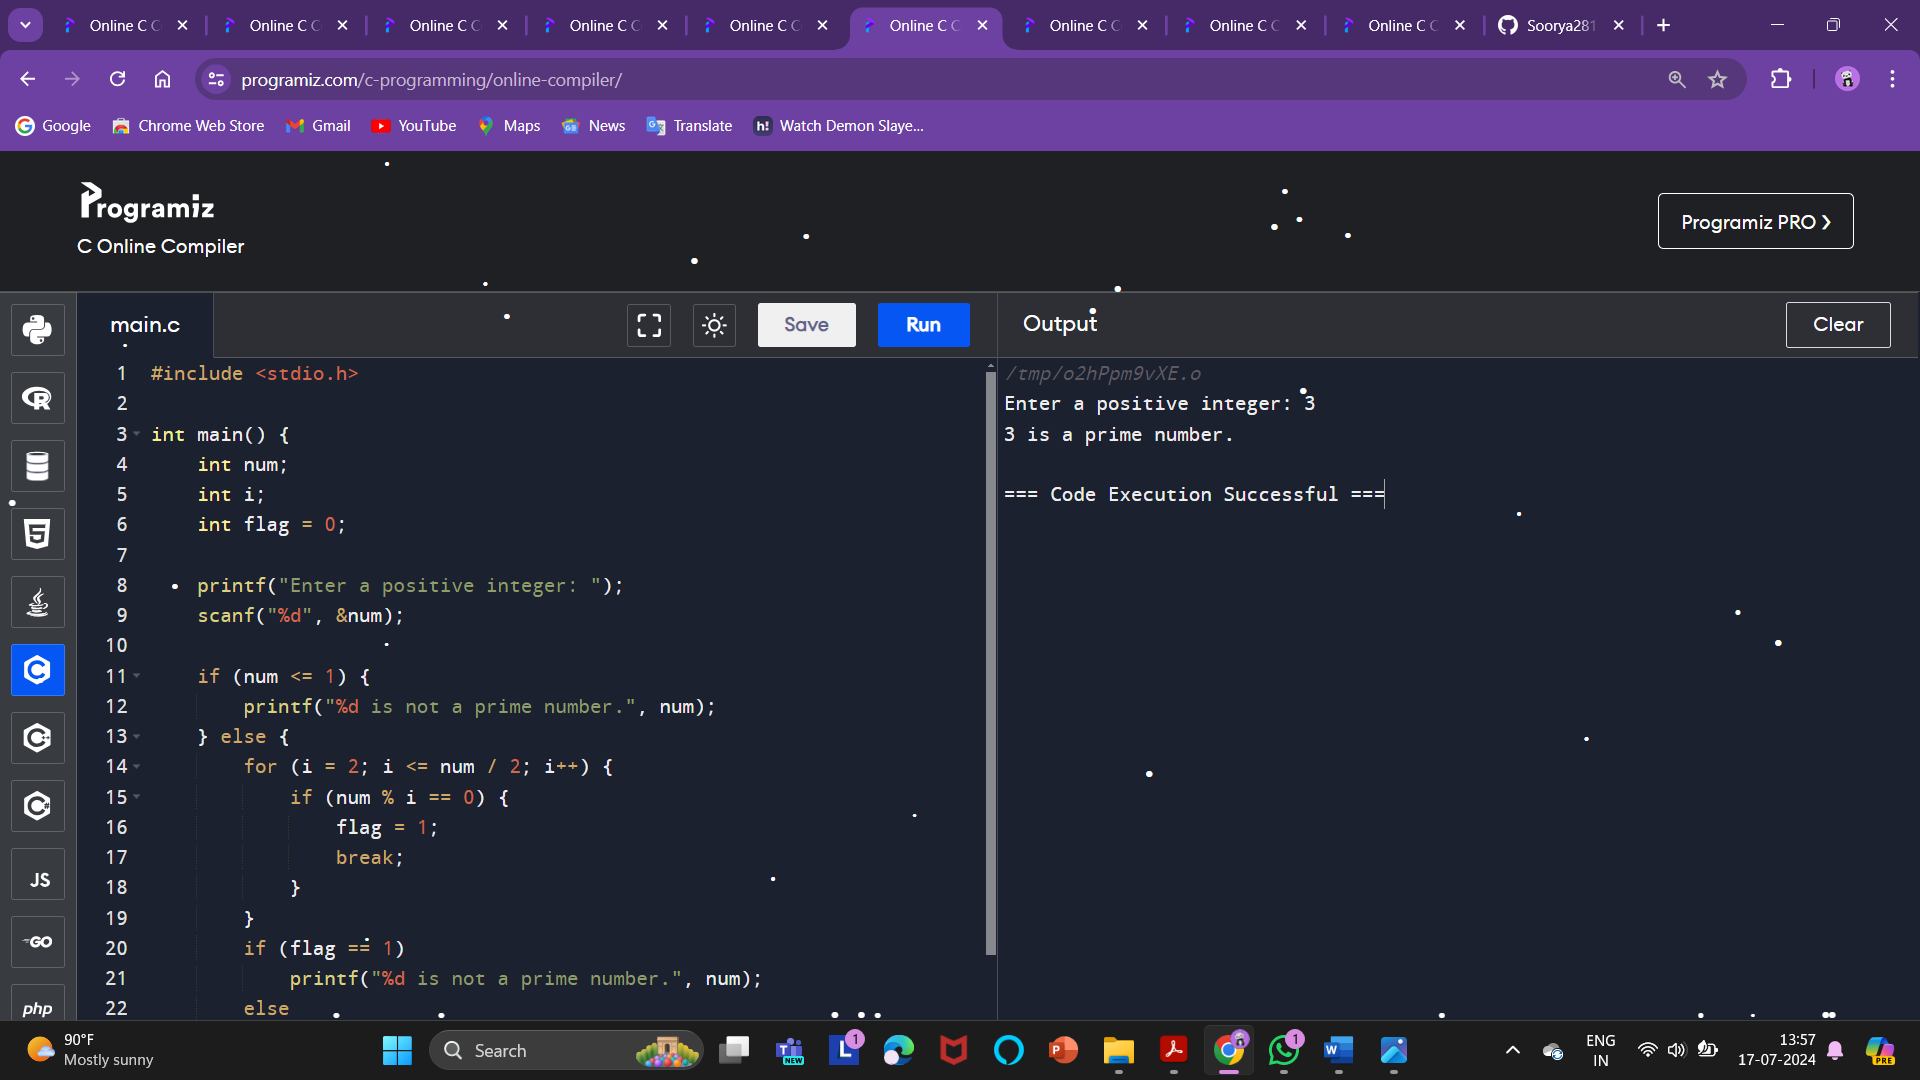 Online C C
Online C C
Online C C
Online C C
Online C C
Online C C
Online C C
Online C C
Online C C
Soorya281
programiz.com/c-programming/online-compiler/
Google
Chrome Web Store
Gmail
YouTube
Maps
News
Translate
h!
Watch Demon Slaye...
Programiz
C Online Compiler
Programiz PRO ❯
main.c
Save
Run
Output
Clear
1 #include <stdio.h>
2
3 int main() {
4 int num;
5 int i;
6 int flag = 0;
7
8 printf("Enter a positive integer: ");
9 scanf("%d", &num);
10
11 if (num <= 1) {
12 printf("%d is not a prime number.", num);
13 } else {
14 for (i = 2; i <= num / 2; i++) {
15 if (num % i == 0) {
16 flag = 1;
17 break;
18 }
19 }
20 if (flag == 1)
21 printf("%d is not a prime number.", num);
22 else
/tmp/o2hPpm9vXE.o
Enter a positive integer: 3
3 is a prime number.
=== Code Execution Successful ===
JS
GO
php
90°F
Mostly sunny
Search
NEW
1
1
ENG
IN
13:57
17-07-2024
PRE